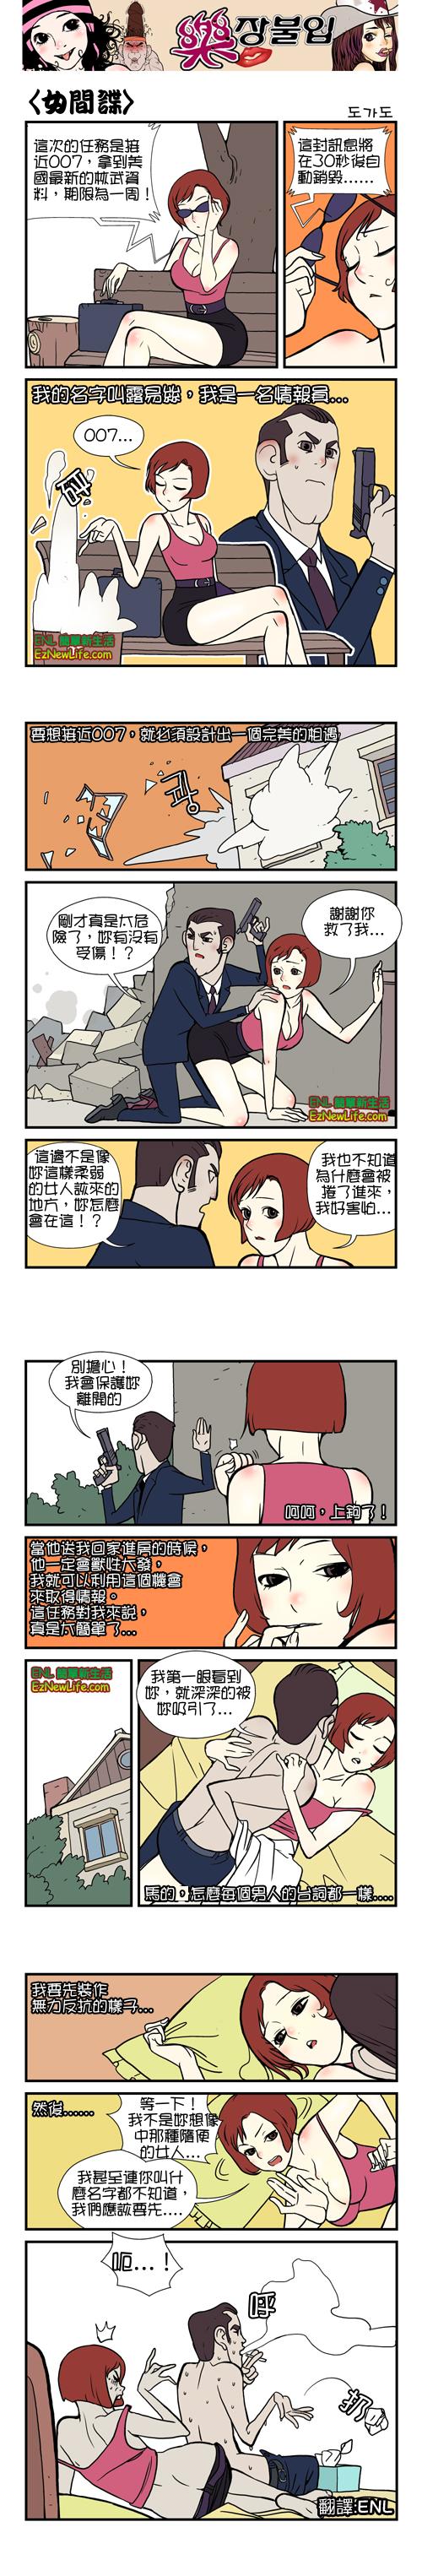 樂
장불입
〈女間諜〉
도가도
這次的任務是接
近007，拿到美
國最新的核武資
料，期限為一周！
這封訊息將
在30秒後自
動銷毀......
我的名字叫露易絲，我是一名情報員...
007...
ENL 簡單新生活
EzNewLife.com
要想接近007，就必須設計出一個完美的相遇
쾅
剛才真是太危
險了，妳有沒有
受傷！？
謝謝你
救了我...
ENL 簡單新生活
EzNewLife.com
這邊不是像
妳這樣柔弱
的女人該來的
地方，妳怎麼
會在這！？
我也不知道
為什麼會被
捲了進來，
我好害怕...
別擔心！
我會保護妳
離開的
呵呵，上鉤了！
當他送我回家進房的時候，
他一定會獸性大發，
我就可以利用這個機會
來取得情報。
這任務對我來說，
真是太簡單了...
ENL 簡單新生活
EzNewLife.com
我第一眼看到
妳，就深深的被
妳吸引了...
馬的，怎麼每個男人的台詞都一樣....
我要先裝作
無力反抗的樣子...
然後......
等一下！
我不是妳想像
中那種隨便
的女人...
我甚至連你叫什
麼名字都不知道，
我們應該要先....
呃...！
呼
扔
翻譯:ENL